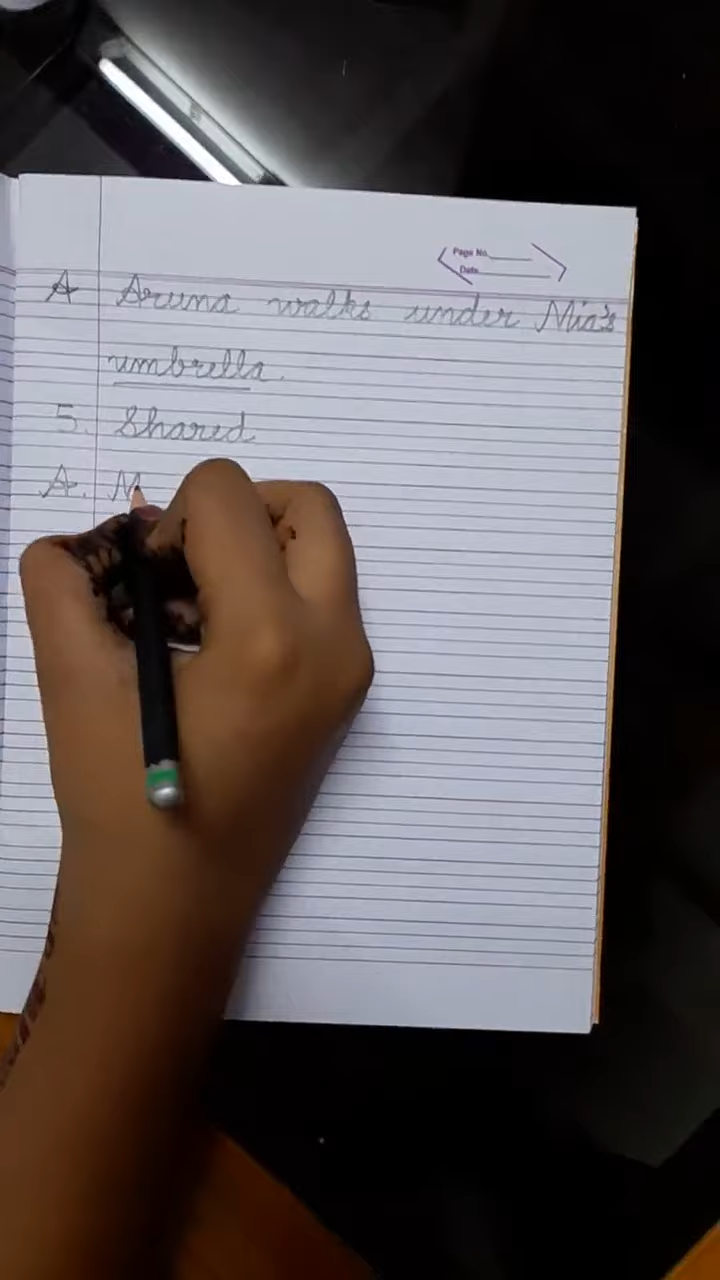 Page No.
Date
A Aruna walks under Mia's
umbrella.
5. Shared
A. M